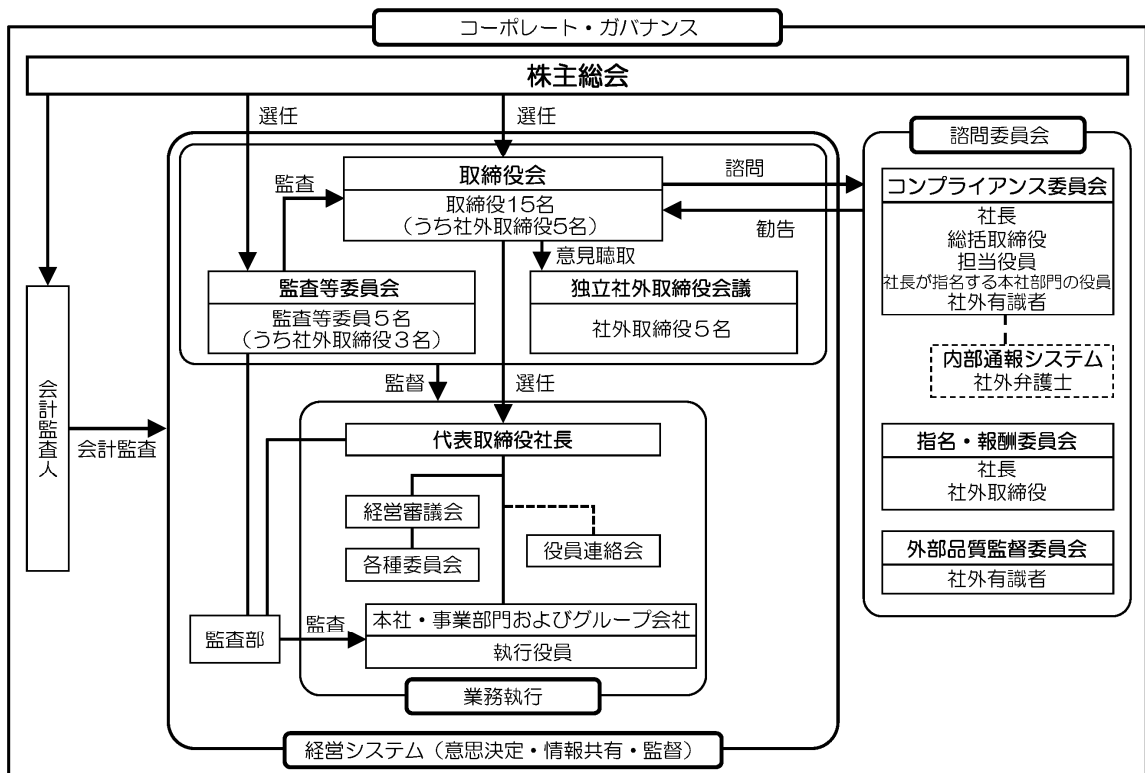 コーポレート・ガバナンス
株主総会
選任
選任
諮問委員会
取締役会
取締役15名
（うち社外取締役5名）
監査
諮問
勧告
意見聴取
コンプライアンス委員会
社長
総括取締役
担当役員
社長が指名する本社部門の役員
社外有識者
監査等委員会
監査等委員5名
（うち社外取締役3名）
独立社外取締役会議
社外取締役5名
内部通報システム
社外弁護士
監督
選任
会計監査人
会計監査
代表取締役社長
指名・報酬委員会
社長
社外取締役
経営審議会
各種委員会
役員連絡会
外部品質監督委員会
社外有識者
監査部
監査
本社・事業部門およびグループ会社
執行役員
業務執行
経営システム（意思決定・情報共有・監督）